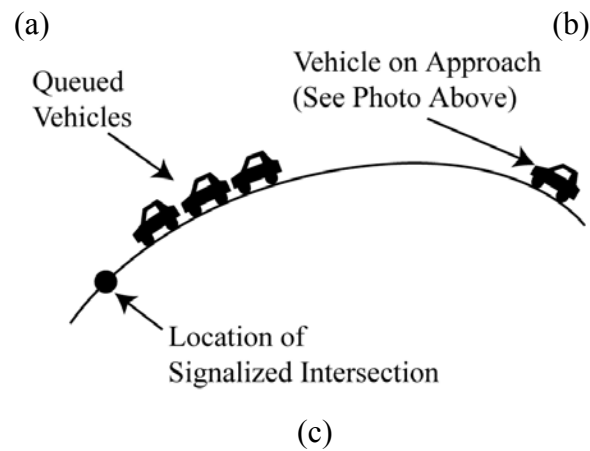 (a)
(b)
Queued
Vehicles
Vehicle on Approach
(See Photo Above)
Location of
Signalized Intersection
(c)